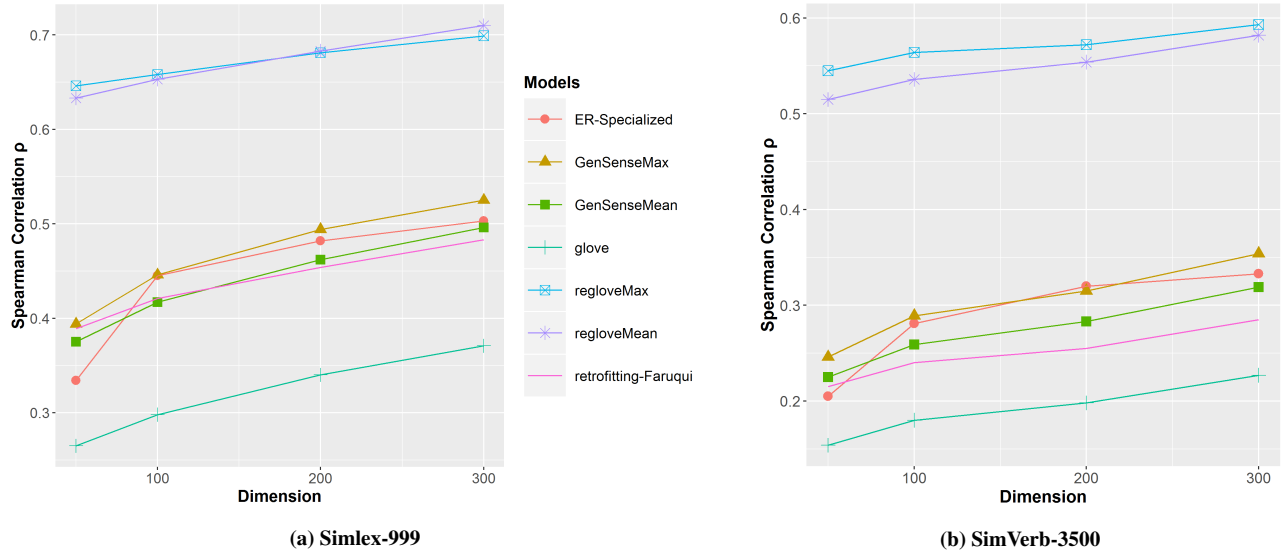 0.7
0.6
0.5
0.4
0.3
Spearman Correlation ρ
100
200
300
Dimension
(a) Simlex-999
Models
ER-Specialized
GenSenseMax
GenSenseMean
glove
regloveMax
regloveMean
retrofitting-Faruqui
0.6
0.5
0.4
0.3
0.2
Spearman Correlation ρ
100
200
300
Dimension
(b) SimVerb-3500